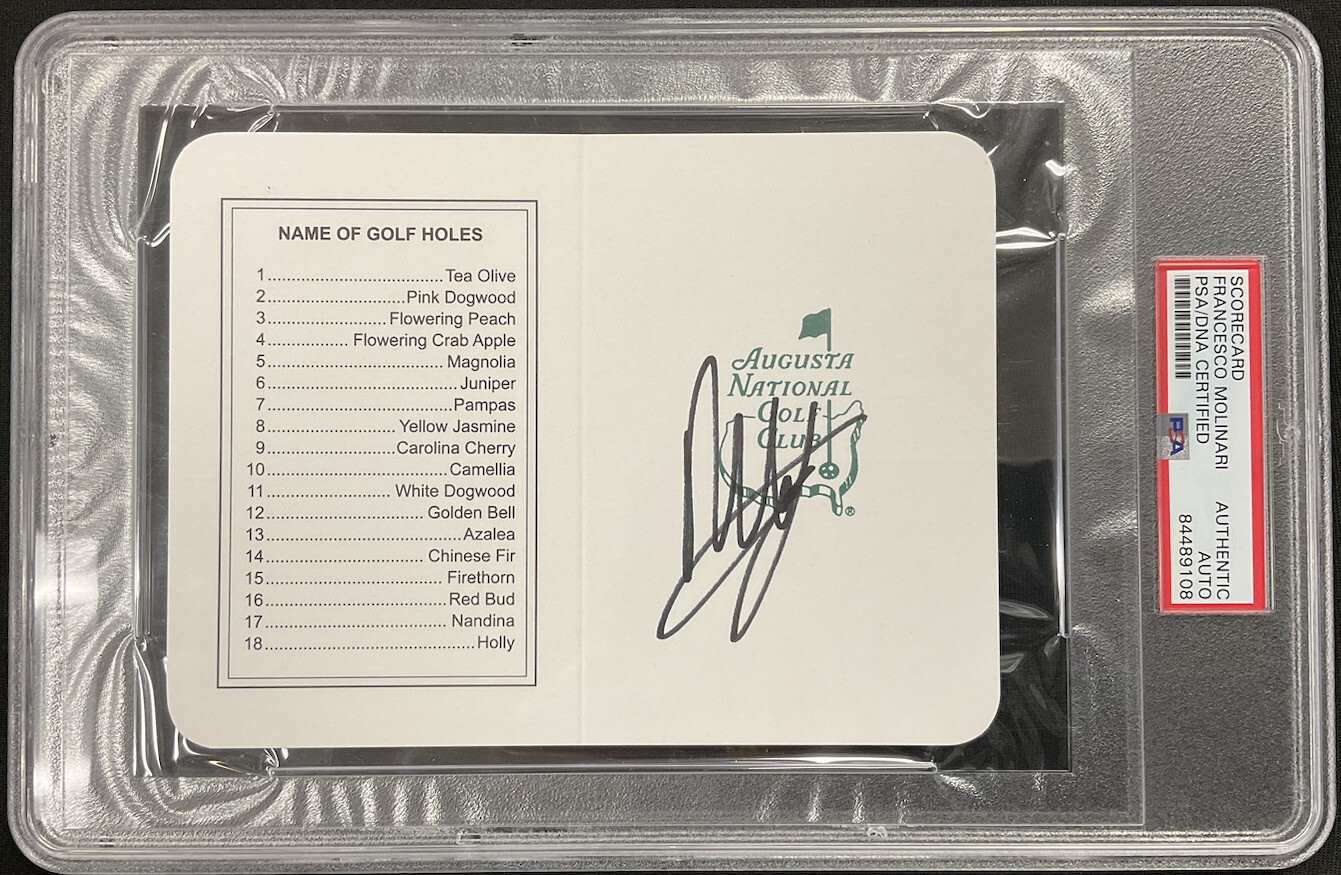 NAME OF GOLF HOLES
1..................................Tea Olive
2..........................Pink Dogwood
3........................Flowering Peach
4................ Flowering Crab Apple
5.................................. Magnolia
6.....................................Juniper
7...................................Pampas
8......................... Yellow Jasmine
9........................Carolina Cherry
10...................................Camellia
11........................ White Dogwood
12.............................. Golden Bell
13......................................Azalea
14.............................. Chinese Fir
15.................................. Firethorn
16...................................Red Bud
17................................... Nandina
18........................................Holly
AUGUSTA
NATIONAL
GOLF
CLUB
®
SCORECARD
FRANCESCO MOLINARI AUTHENTIC
PSA/DNA CERTIFIED AUTO
84489108
PSA